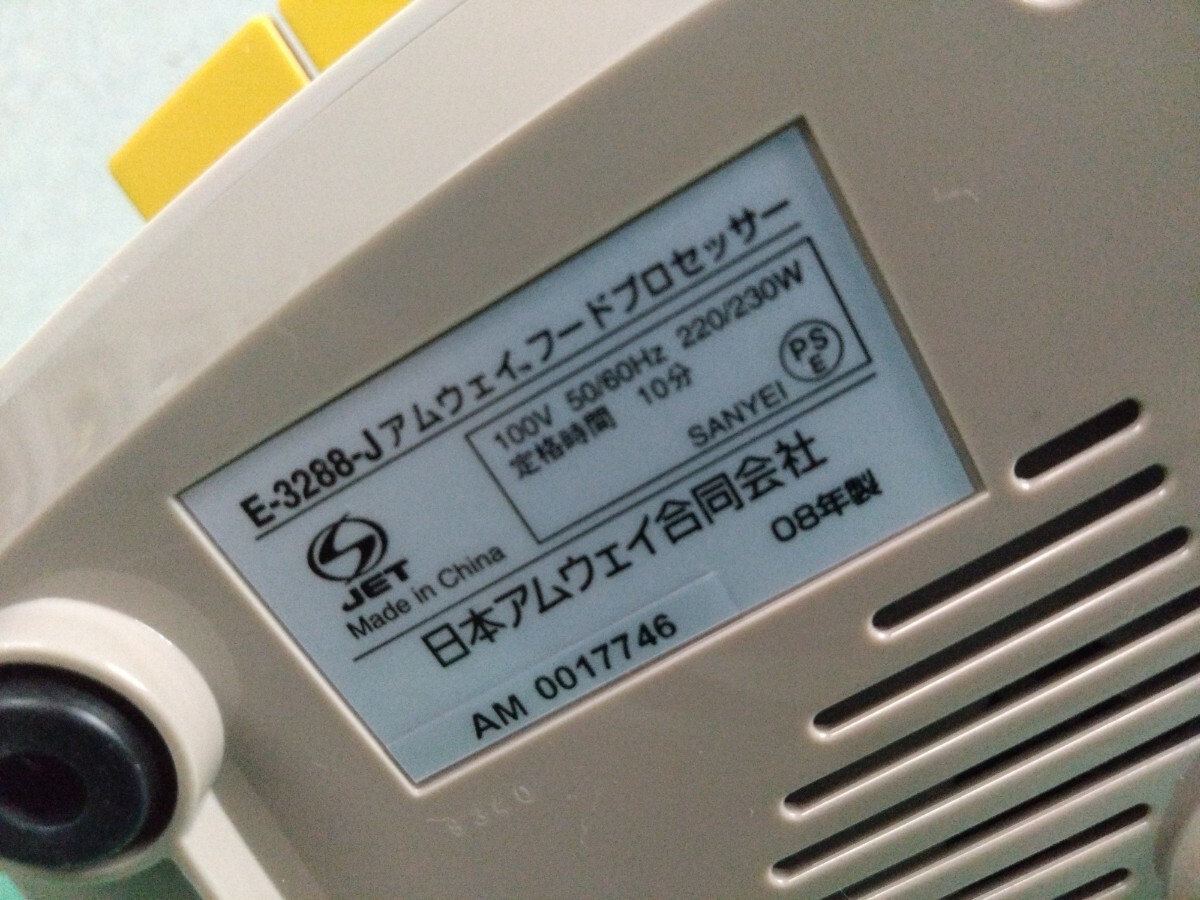 E-3288-J アムウェイ™フードプロセッサー
100V 50/60Hz 220/230W
定格時間 10分
SANYEI
PS
E
JET
Made in China
日本アムウェイ合同会社
08年製
AM 0017746